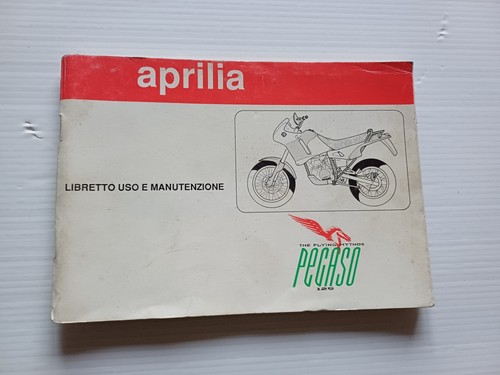 aprilia
LIBRETTO USO E MANUTENZIONE
THE FLYING MYTHOS
PEGASO
125